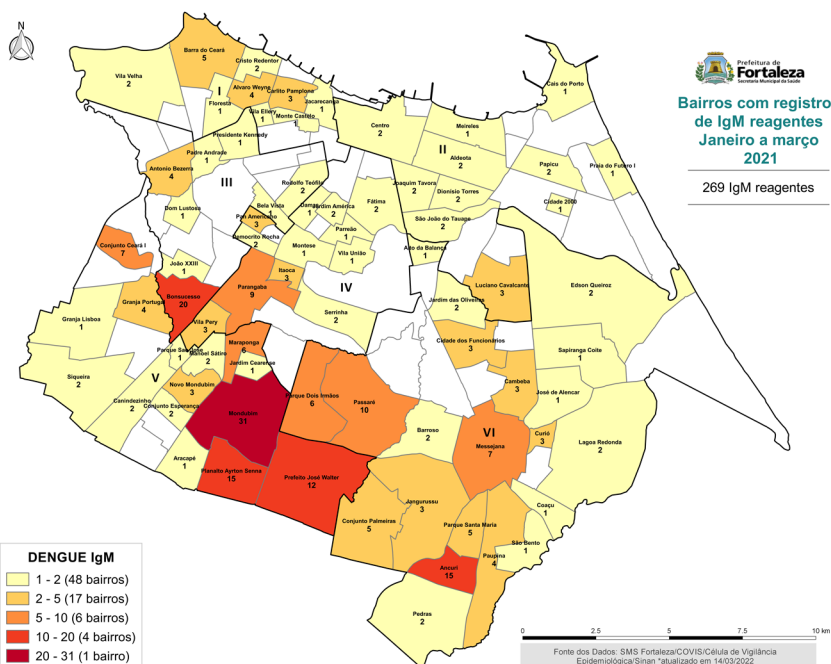 N
Prefeitura de
Fortaleza
Secretaria Municipal da Saúde
Bairros com registro
de IgM reagentes
Janeiro a março
2021
269 IgM reagentes
Barra do Ceará
5
Cristo Redentor
2
Vila Velha
2
I
Alvaro Weyne
4
Carlito Pamplona
3
Floresta
1
Jacarecanga
1
Vila Ellery
1
Monte Castelo
1
Cais do Porto
1
Presidente Kennedy
1
Padre Andrade
1
Centro
2
Meireles
1
II
Aldeota
2
Antonio Bezerra
4
III
Rodolfo Teófilo
2
Joaquim Tavora
2
Dionísio Torres
2
Papicu
2
Praia do Futuro I
1
Cidade 2000
1
Fátima
2
Bela Vista
1
Damas
1
Jardim América
2
Dom Lustosa
1
Pan Americano
3
São João do Tauape
2
Parreão
1
Democrito Rocha
2
Conjunto Ceará I
7
Montese
1
Vila União
1
Alto da Balança
1
João XXIII
1
Itaoca
3
IV
Parangaba
9
Luciano Cavalcante
3
Edson Queiroz
2
Bonsucesso
20
Granja Portugal
4
Jardim das Oliveiras
2
Granja Lisboa
1
Vila Pery
3
Serrinha
2
Cidade dos Funcionários
3
Maraponga
6
Parque São José
1
Manoel Sátiro
2
Sapiranga Coite
1
Jardim Cearense
1
Siqueira
2
V
Novo Mondubim
3
Cambeba
3
José de Alencar
1
Canindezinho
2
Conjunto Esperança
2
Parque Dois Irmãos
6
Passaré
10
Mondubim
31
Barroso
2
VI
Messejana
7
Curió
3
Lagoa Redonda
2
Aracapé
1
Planalto Ayrton Senna
15
Prefeito José Walter
12
Jangurussu
3
Coaçu
1
Conjunto Palmeiras
5
Parque Santa Maria
5
São Bento
1
Paupina
4
Ancuri
15
Pedras
2
DENGUE IgM
1 - 2 (48 bairros)
2 - 5 (17 bairros)
5 - 10 (6 bairros)
10 - 20 (4 bairros)
20 - 31 (1 bairro)
0 2.5 5 7.5 10 km
Fonte dos Dados: SMS Fortaleza/COVIS/Célula de Vigilância
Epidemiológica/Sinan *atualizado em 14/03/2022